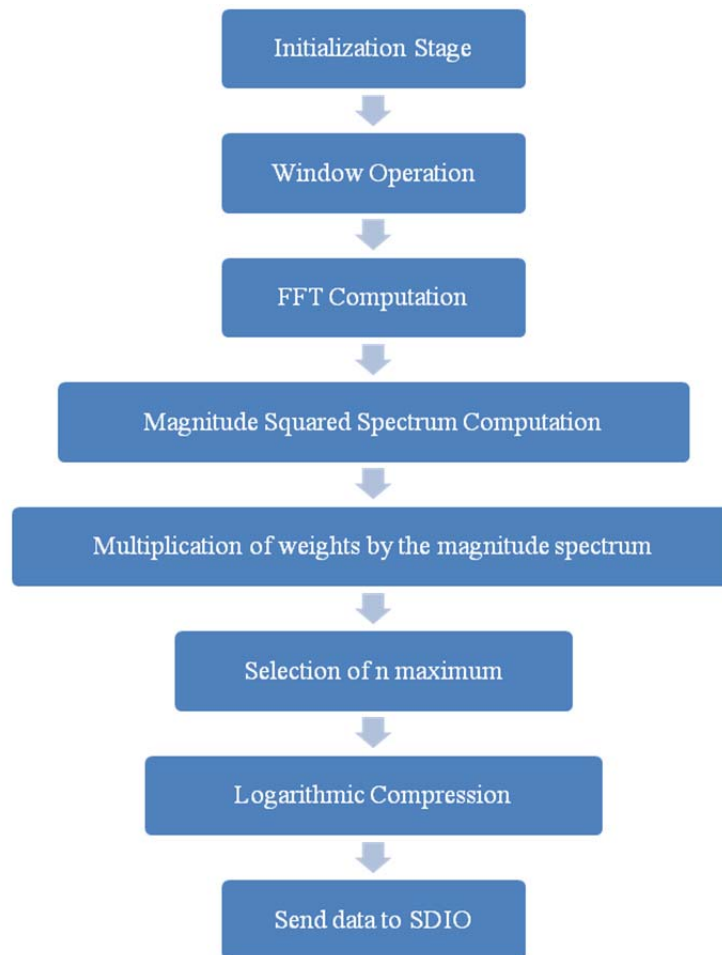 Initialization Stage
Window Operation
FFT Computation
Magnitude Squared Spectrum Computation
Multiplication of weights by the magnitude spectrum
Selection of n maximum
Logarithmic Compression
Send data to SDIO